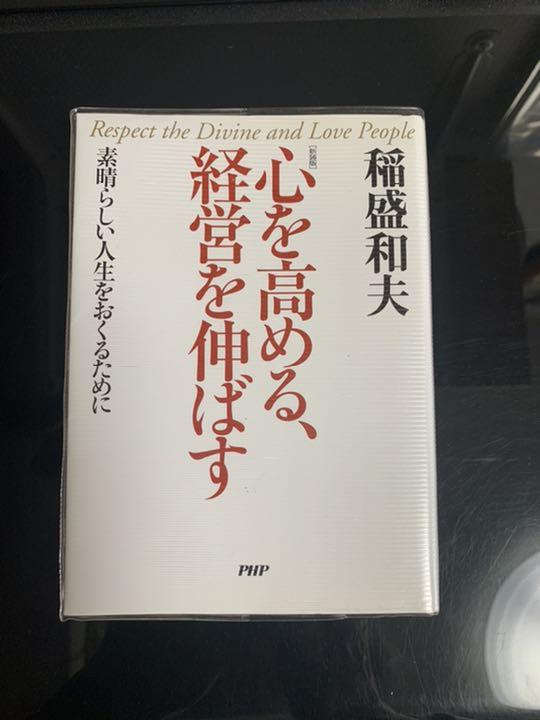 Respect the Divine and Love People
稲盛和夫
[新装版]
心を高める、
経営を伸ばす
素晴らしい人生をおくるために
PHP